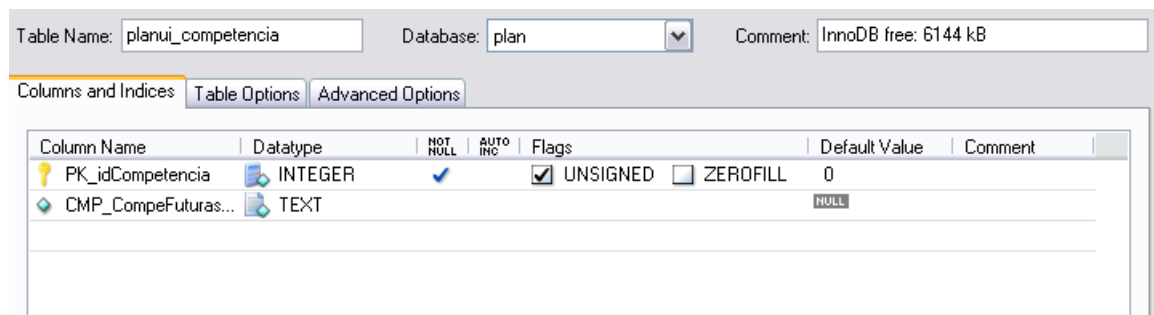 Table Name: planui_competencia Database: plan Comment: InnoDB free: 6144 kB
Columns and Indices Table Options Advanced Options
Column Name Datatype NOT NULL AUTO INC Flags Default Value Comment
PK_idCompetencia INTEGER UNSIGNED ZEROFILL 0
CMP_CompeFuturas... TEXT NULL